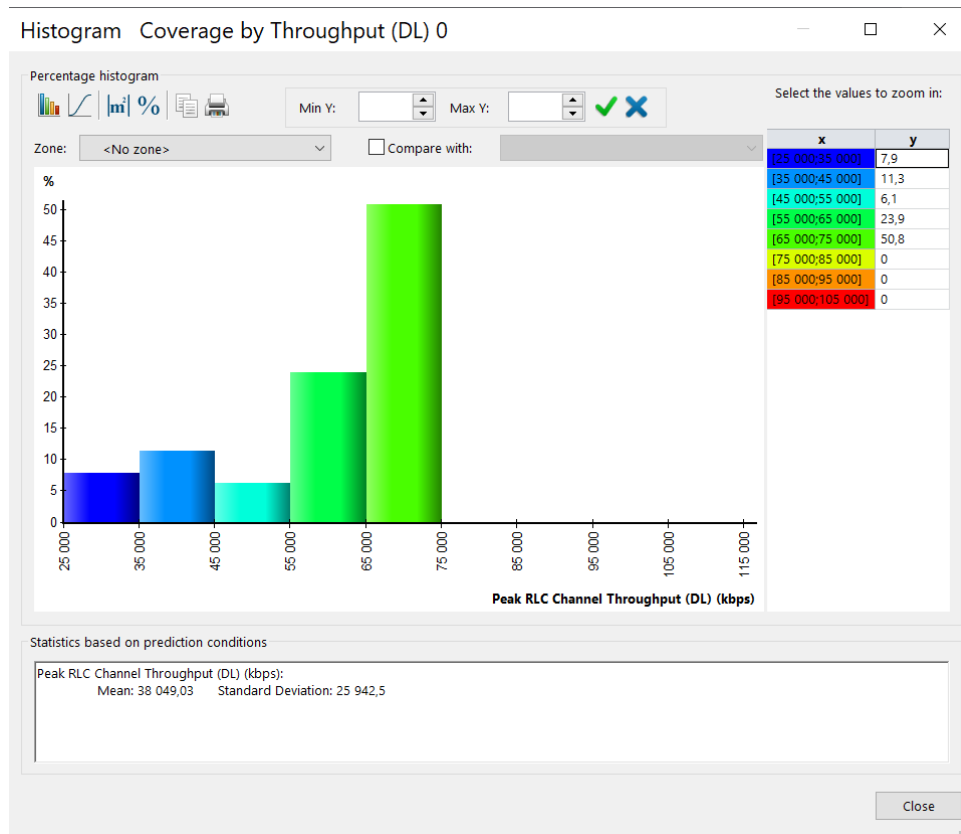 Histogram Coverage by Throughput (DL) 0
Percentage histogram
|m²| %
Min Y:
Max Y:
Select the values to zoom in:
Zone: <No zone>
Compare with:
x y
[25 000;35 000] 7,9
[35 000;45 000] 11,3
[45 000;55 000] 6,1
[55 000;65 000] 23,9
[65 000;75 000] 50,8
[75 000;85 000] 0
[85 000;95 000] 0
[95 000;105 000] 0
%
50
45
40
35
30
25
20
15
10
5
0
25 000
35 000
45 000
55 000
65 000
75 000
85 000
95 000
105 000
115 000
Peak RLC Channel Throughput (DL) (kbps)
Statistics based on prediction conditions
Peak RLC Channel Throughput (DL) (kbps):
Mean: 38 049,03 Standard Deviation: 25 942,5
Close